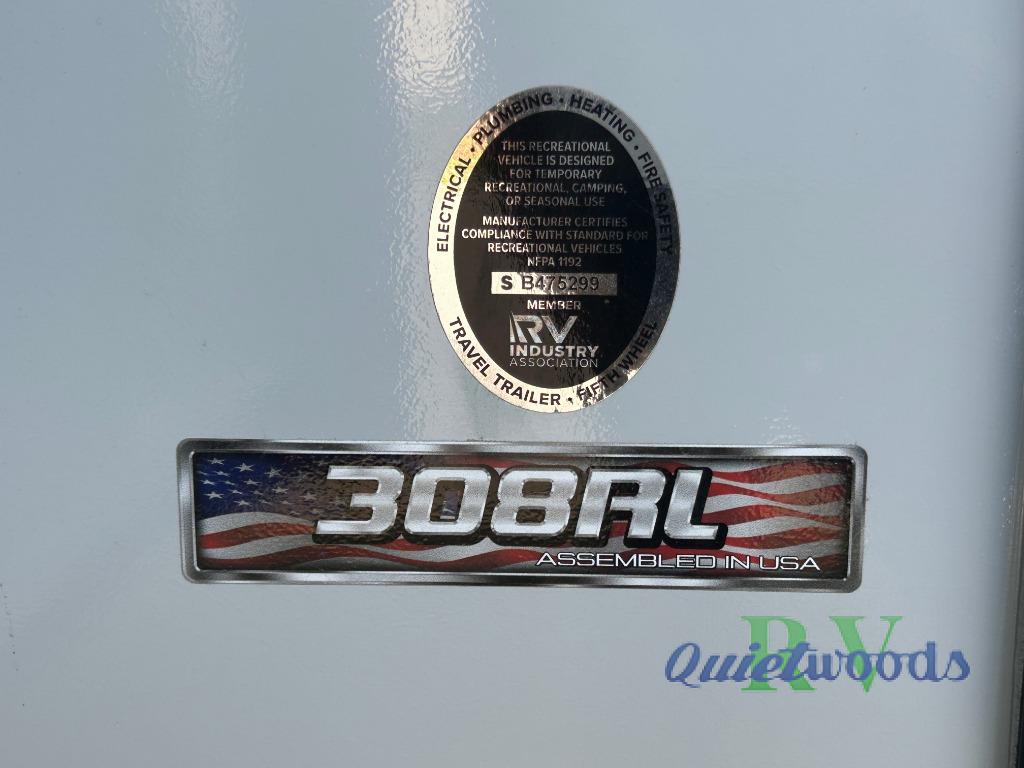 ELECTRICAL • PLUMBING • HEATING • FIRE SAFETY
THIS RECREATIONAL
VEHICLE IS DESIGNED
FOR TEMPORARY
RECREATIONAL, CAMPING,
OR SEASONAL USE
MANUFACTURER CERTIFIES
COMPLIANCE WITH STANDARD FOR
RECREATIONAL VEHICLES
NFPA 1192
S B475299
MEMBER
RV
INDUSTRY
ASSOCIATION
TRAVEL TRAILER • FIFTH WHEEL
308RL
ASSEMBLED IN USA
Quietwoods RV